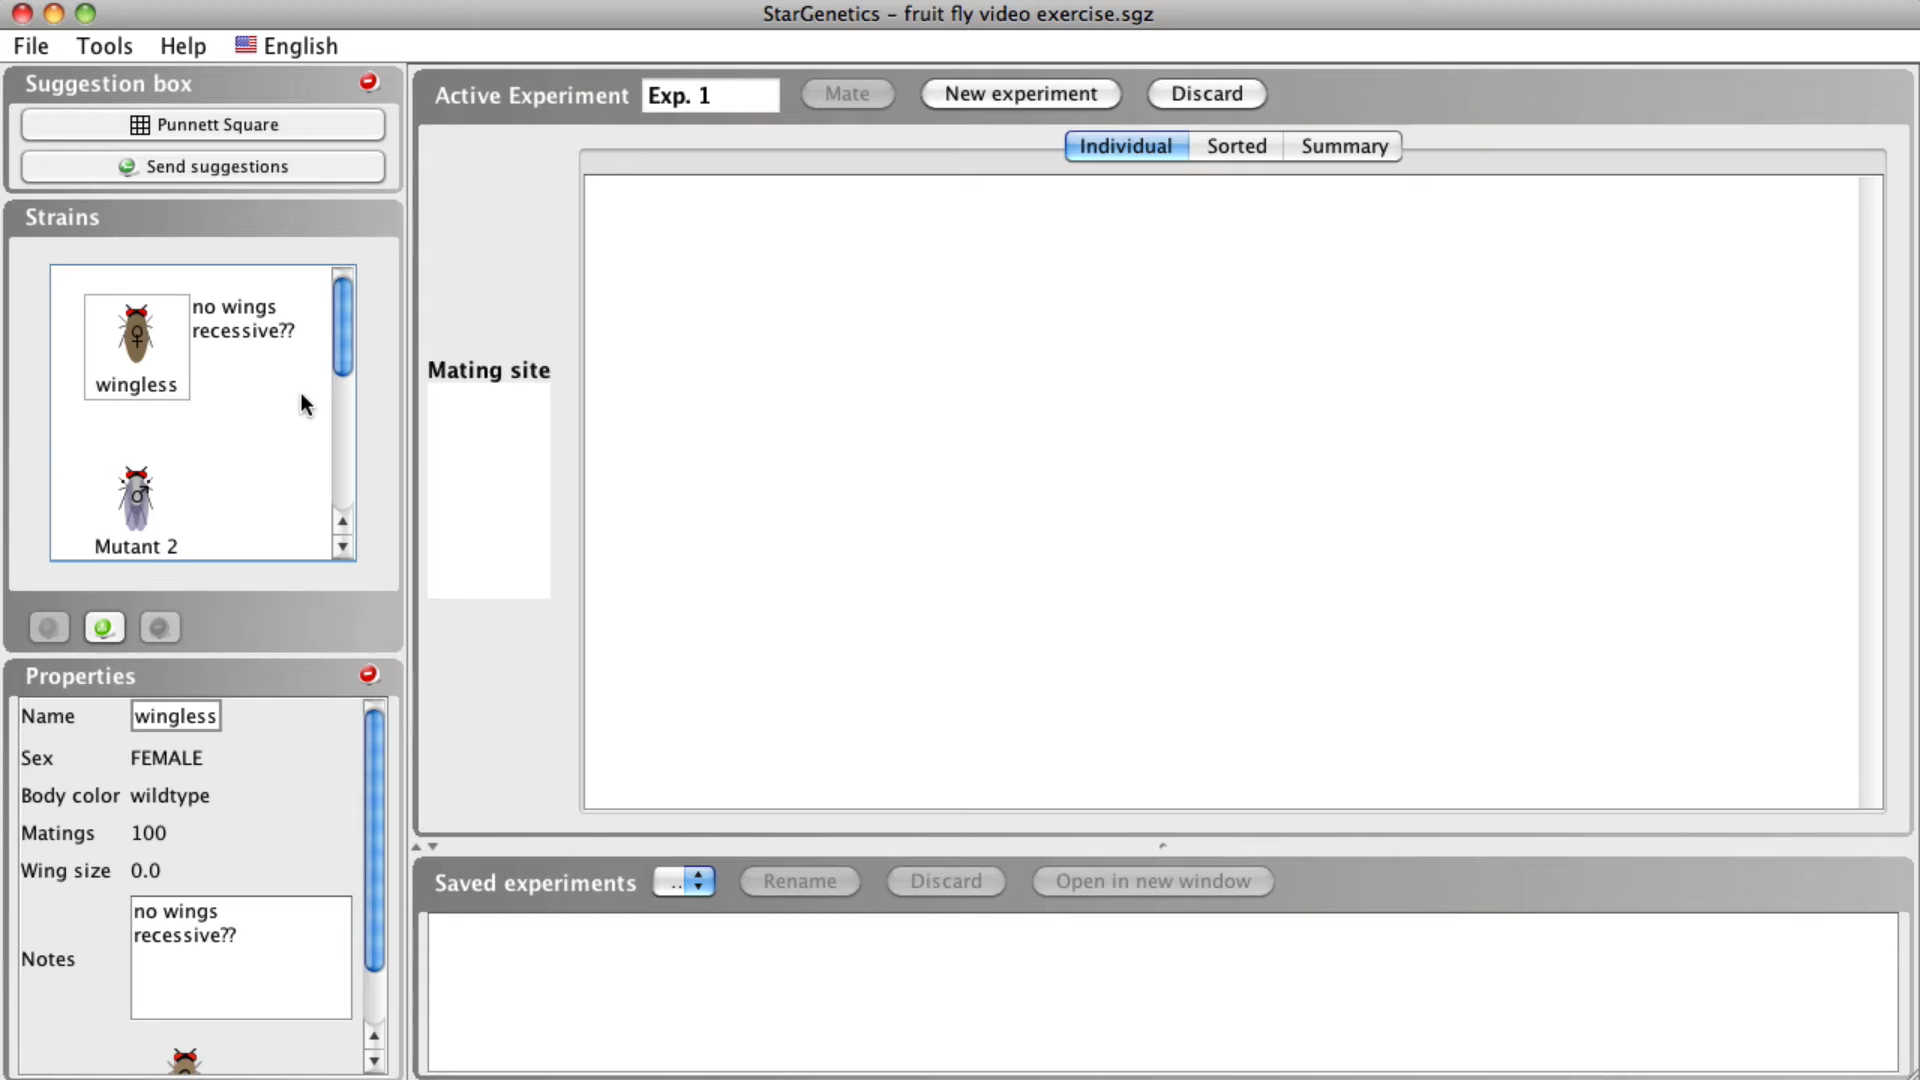 StarGenetics – fruit fly video exercise.sgz
File Tools Help English
Suggestion box
Punnett Square
Send suggestions
Strains
no wings
recessive??
wingless
Mutant 2
Properties
Name wingless
Sex FEMALE
Body color wildtype
Matings 100
Wing size 0.0
Notes
no wings
recessive??
Active Experiment Exp. 1 Mate New experiment Discard
Individual Sorted Summary
Mating site
Saved experiments .. Rename Discard Open in new window